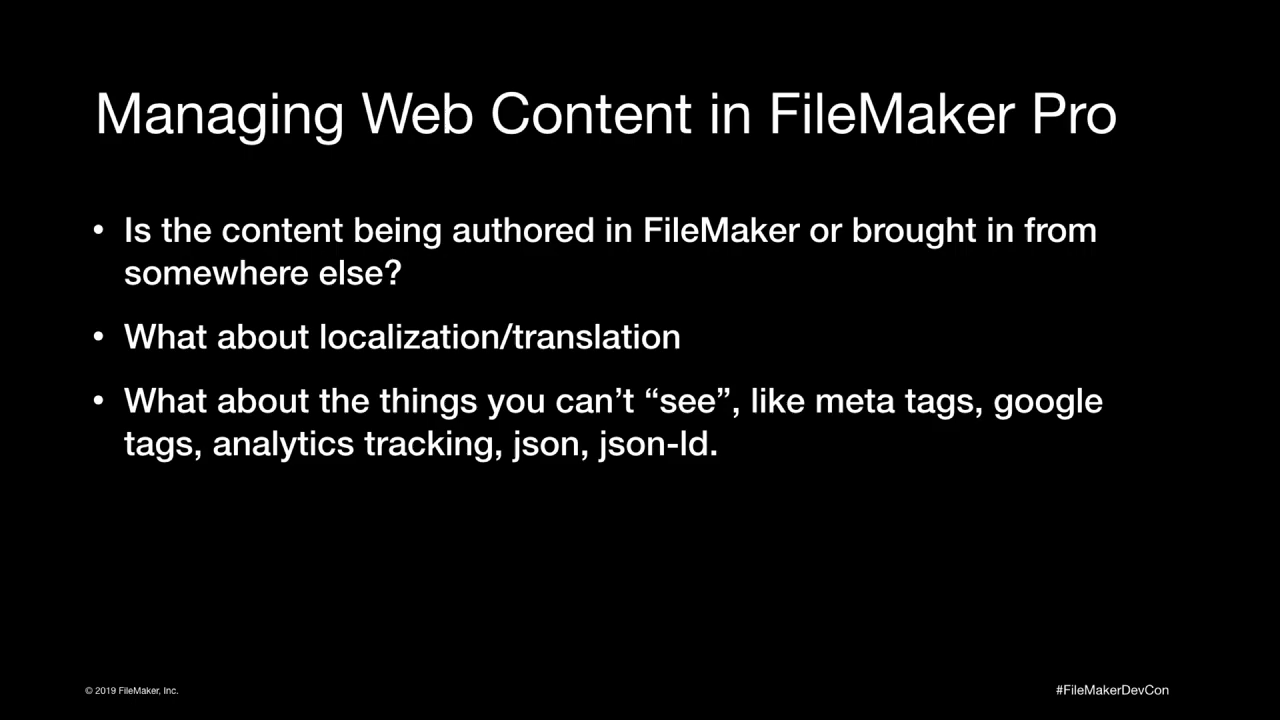 Managing Web Content in FileMaker Pro
• Is the content being authored in FileMaker or brought in from
somewhere else?
• What about localization/translation
• What about the things you can’t “see”, like meta tags, google
tags, analytics tracking, json, json-ld.
© 2019 FileMaker, Inc.
#FileMakerDevCon